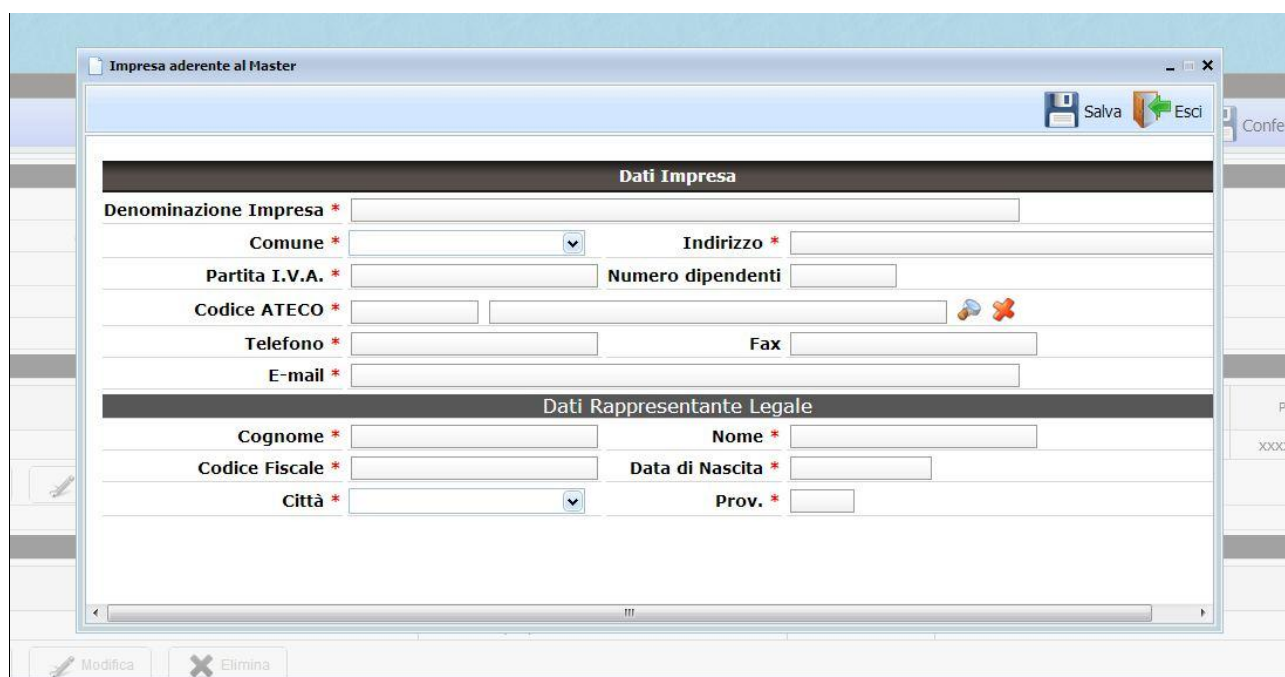 Impresa aderente al Master
Salva Esci
Dati Impresa
Denominazione Impresa *
Comune * Indirizzo *
Partita I.V.A. * Numero dipendenti
Codice ATECO *
Telefono * Fax
E-mail *
Dati Rappresentante Legale
Cognome * Nome *
Codice Fiscale * Data di Nascita *
Città * Prov. *
Modifica Elimina